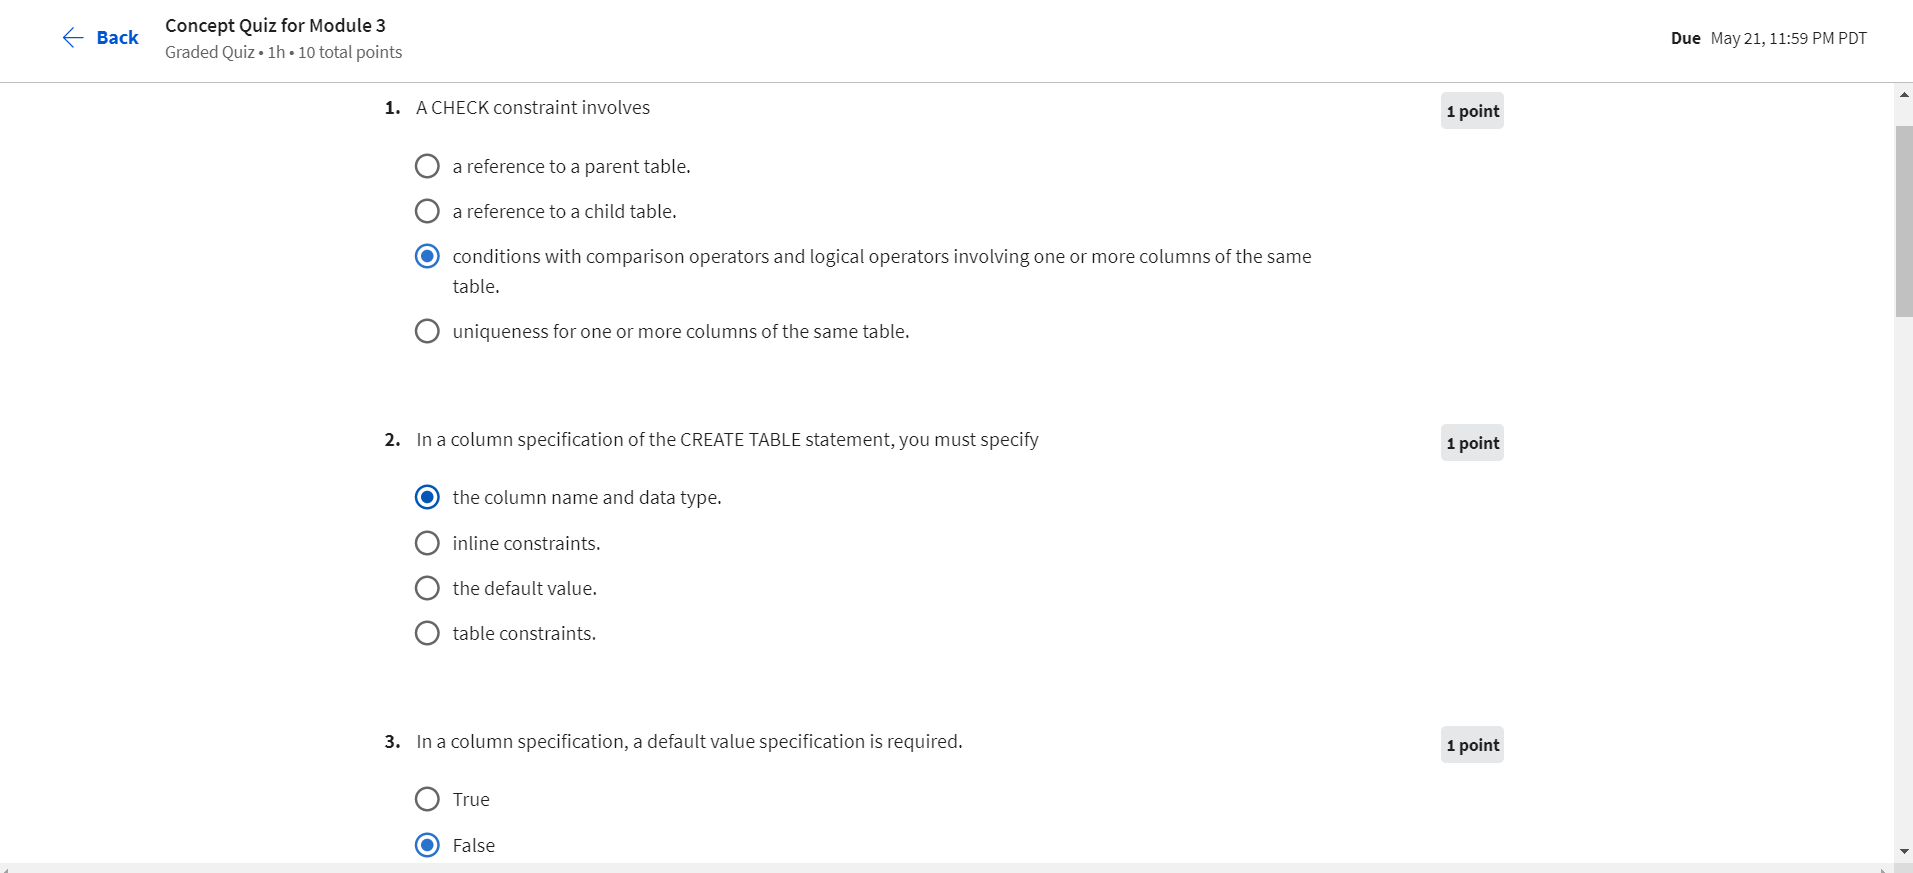 Back
Concept Quiz for Module 3
Graded Quiz • 1h • 10 total points
Due May 21, 11:59 PM PDT
1. A CHECK constraint involves
1 point
a reference to a parent table.
a reference to a child table.
conditions with comparison operators and logical operators involving one or more columns of the same
table.
uniqueness for one or more columns of the same table.
2. In a column specification of the CREATE TABLE statement, you must specify
1 point
the column name and data type.
inline constraints.
the default value.
table constraints.
3. In a column specification, a default value specification is required.
1 point
True
False